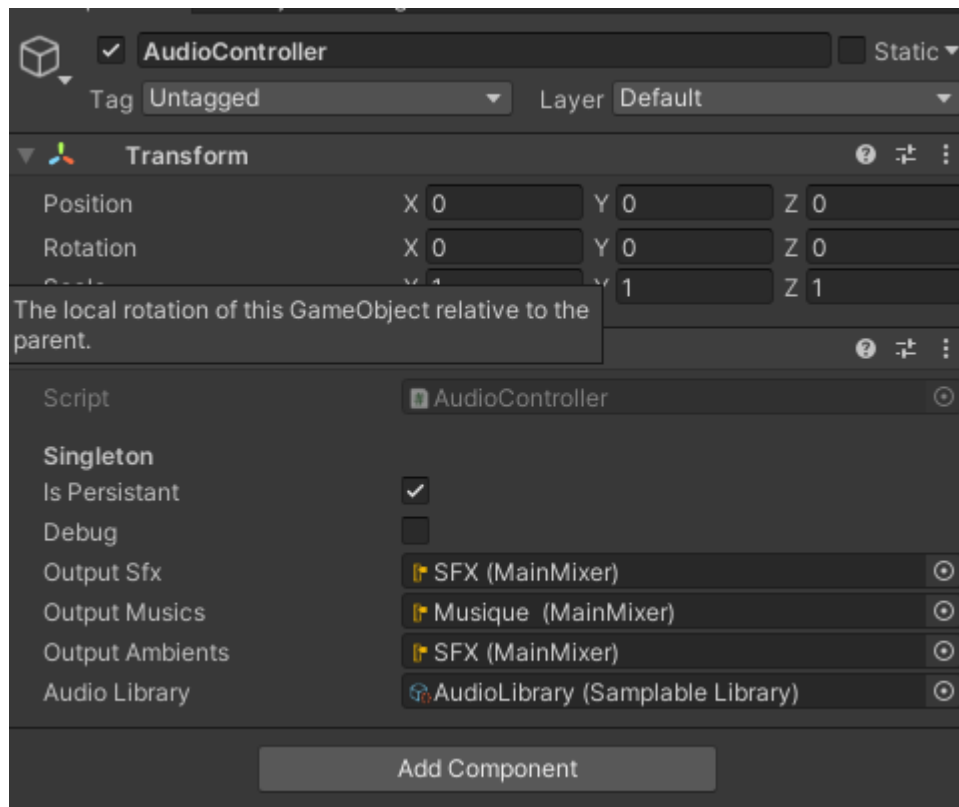 AudioController Static
Tag Untagged Layer Default
Transform
Position X 0 Y 0 Z 0
Rotation X 0 Y 0 Z 0
1 Z 1
The local rotation of this GameObject relative to the
parent.
Script AudioController
Singleton
Is Persistant
Debug
Output Sfx SFX (MainMixer)
Output Musics Musique (MainMixer)
Output Ambients SFX (MainMixer)
Audio Library AudioLibrary (Samplable Library)
Add Component